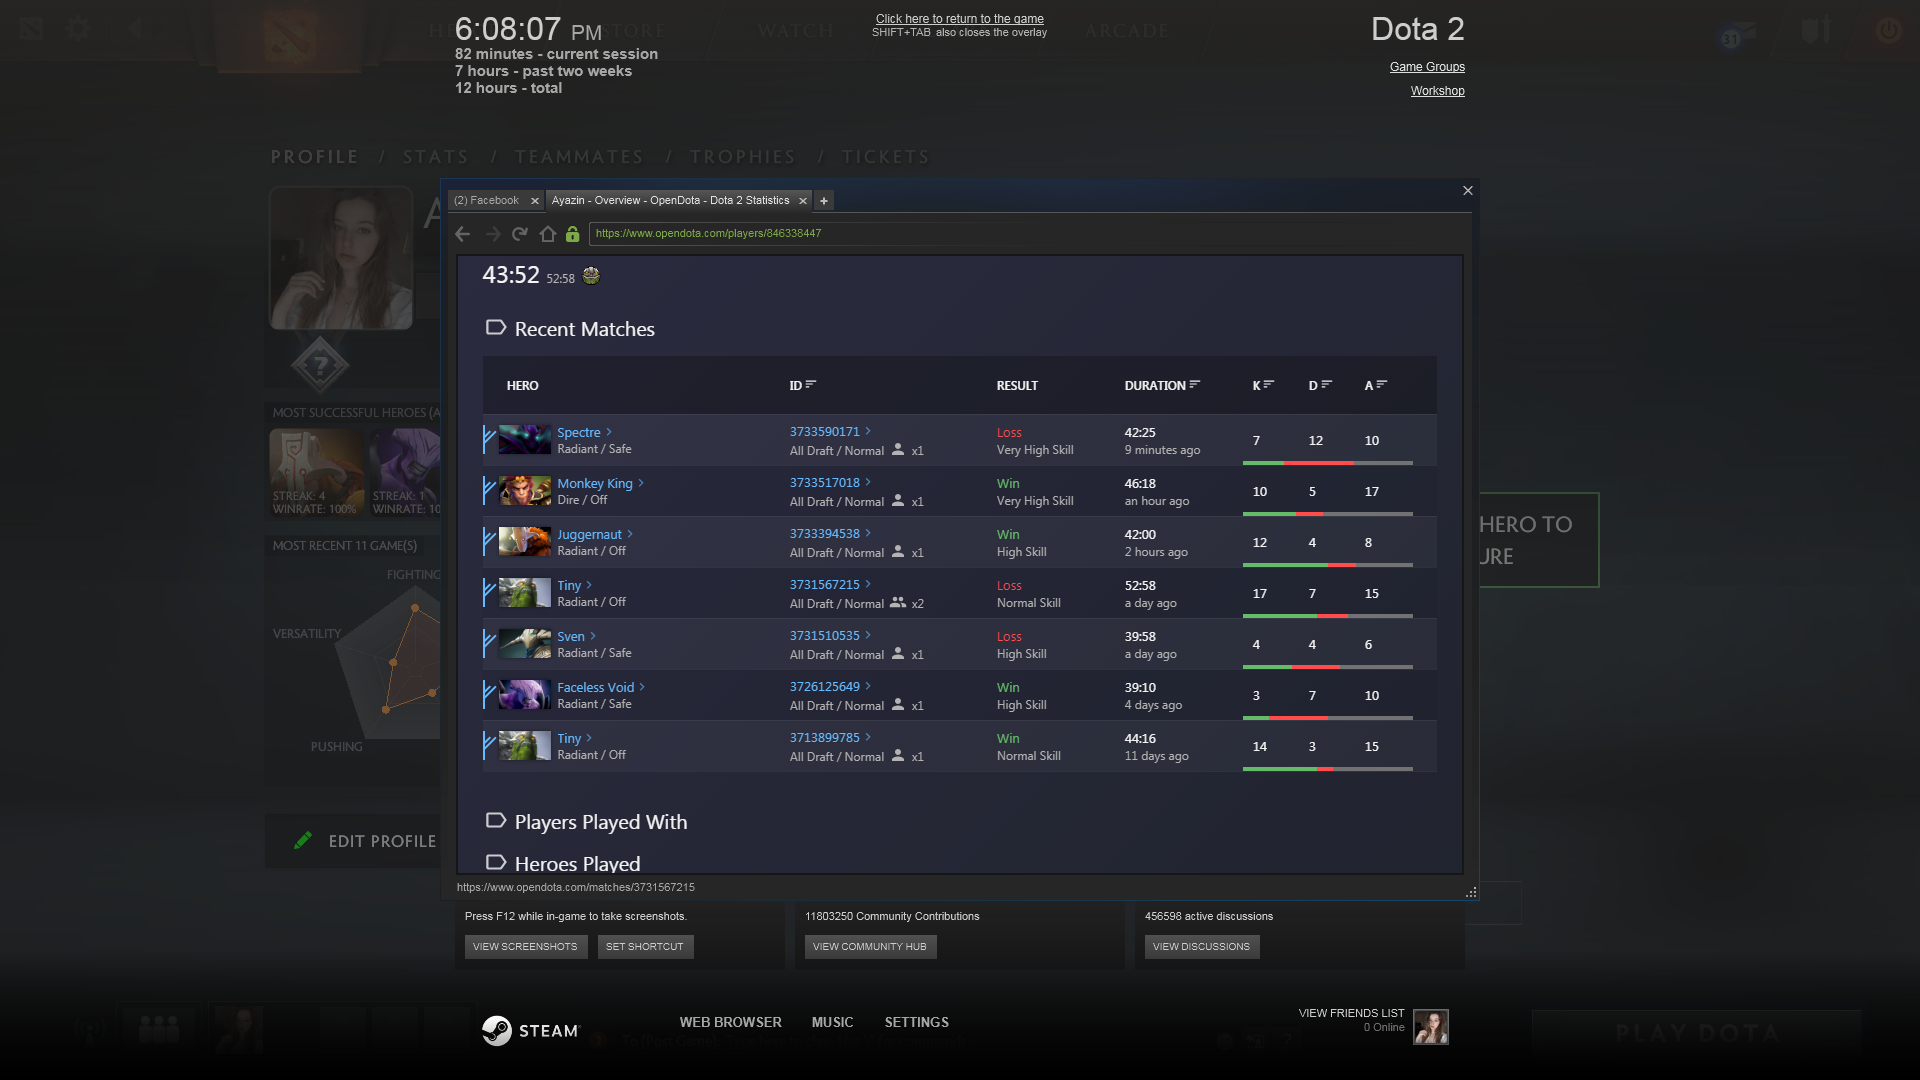 6:08:07 PM
82 minutes - current session
7 hours - past two weeks
12 hours - total
Click here to return to the game
SHIFT+TAB also closes the overlay
Dota 2
Game Groups
Workshop
STORE
WATCH
ARCADE
31
PROFILE / STATS / TEAMMATES / TROPHIES / TICKETS
(2) Facebook
Ayazin - Overview - OpenDota - Dota 2 Statistics
https://www.opendota.com/players/846338447
43:52 52:58
Recent Matches
HERO ID RESULT DURATION K D A
Spectre 3733590171 Loss 42:25 7 12 10
Radiant / Safe All Draft / Normal x1 Very High Skill 9 minutes ago
Monkey King 3733517018 Win 46:18 10 5 17
Dire / Off All Draft / Normal x1 Very High Skill an hour ago
Juggernaut 3733394538 Win 42:00 12 4 8
Radiant / Off All Draft / Normal x1 High Skill 2 hours ago
Tiny 3731567215 Loss 52:58 17 7 15
Radiant / Off All Draft / Normal x2 Normal Skill a day ago
Sven 3731510535 Loss 39:58 4 4 6
Radiant / Safe All Draft / Normal x1 High Skill a day ago
Faceless Void 3726125649 Win 39:10 3 7 10
Radiant / Safe All Draft / Normal x1 High Skill 4 days ago
Tiny 3713899785 Win 44:16 14 3 15
Radiant / Off All Draft / Normal x1 Normal Skill 11 days ago
Players Played With
Heroes Played
https://www.opendota.com/matches/3731567215
?
MOST SUCCESSFUL HEROES (A
STREAK: 4
WINRATE: 100%
STREAK: 1
WINRATE: 10
MOST RECENT 11 GAME(S)
FIGHTING
VERSATILITY
PUSHING
EDIT PROFILE
HERO TO
URE
Press F12 while in-game to take screenshots.
VIEW SCREENSHOTS
SET SHORTCUT
11803250 Community Contributions
VIEW COMMUNITY HUB
456598 active discussions
VIEW DISCUSSIONS
STEAM
WEB BROWSER
MUSIC
SETTINGS
VIEW FRIENDS LIST
0 Online
PLAY DOTA